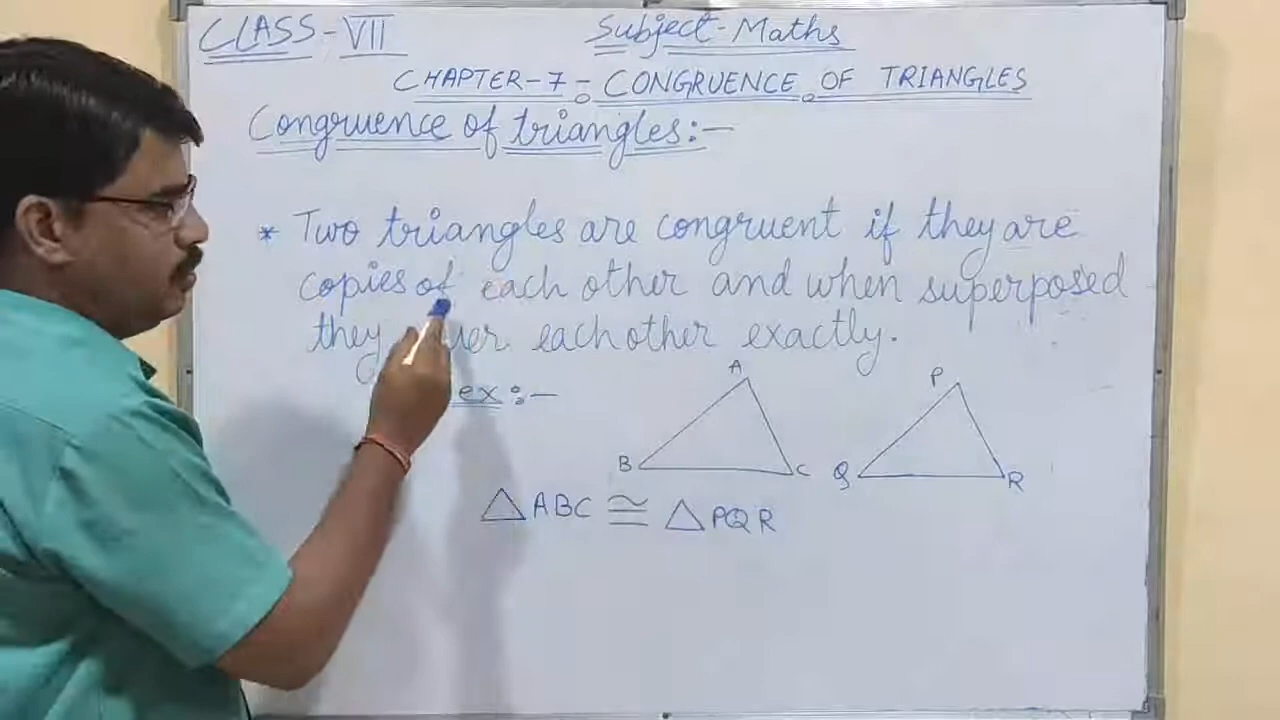 CLASS-VII Subject-Maths
CHAPTER-7:- CONGRUENCE OF TRIANGLES
Congruence of triangles:-
* Two triangles are congruent if they are
copies of each other and when superposed
they each other exactly.
ex:-
A P
B C Q R
△ABC ≅ △PQR